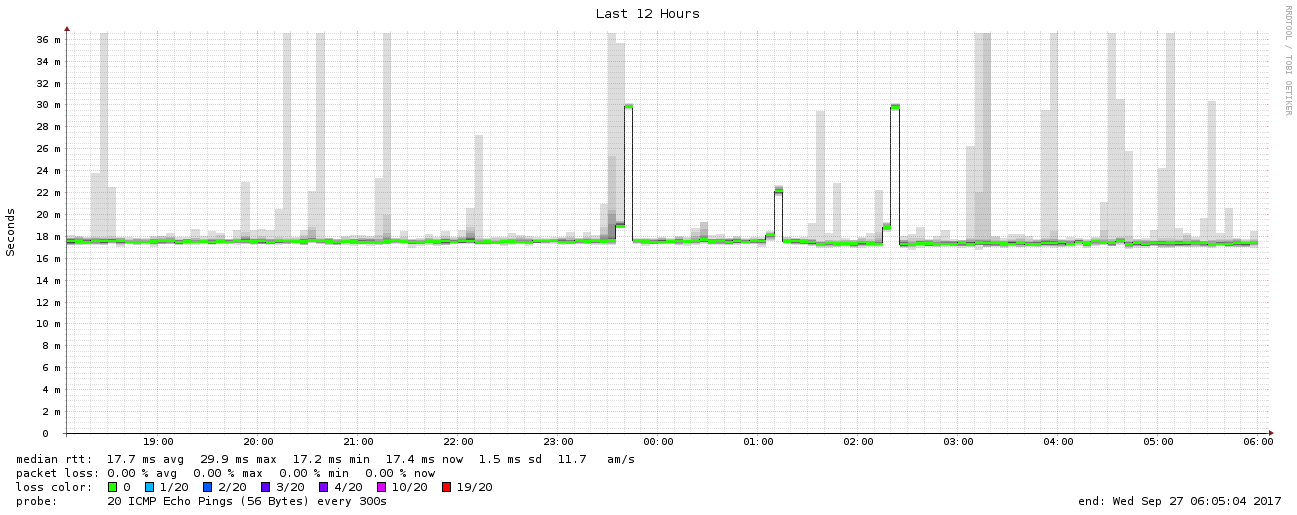 Last 12 Hours
RRDTOOL / TOBI OETIKER
Seconds
36 m
34 m
32 m
30 m
28 m
26 m
24 m
22 m
20 m
18 m
16 m
14 m
12 m
10 m
8 m
6 m
4 m
2 m
0
19:00 20:00 21:00 22:00 23:00 00:00 01:00 02:00 03:00 04:00 05:00 06:00
median rtt: 17.7 ms avg 29.9 ms max 17.2 ms min 17.4 ms now 1.5 ms sd 11.7 am/s
packet loss: 0.00 % avg 0.00 % max 0.00 % min 0.00 % now
loss color: 0 1/20 2/20 3/20 4/20 10/20 19/20
probe: 20 ICMP Echo Pings (56 Bytes) every 300s end: Wed Sep 27 06:05:04 2017